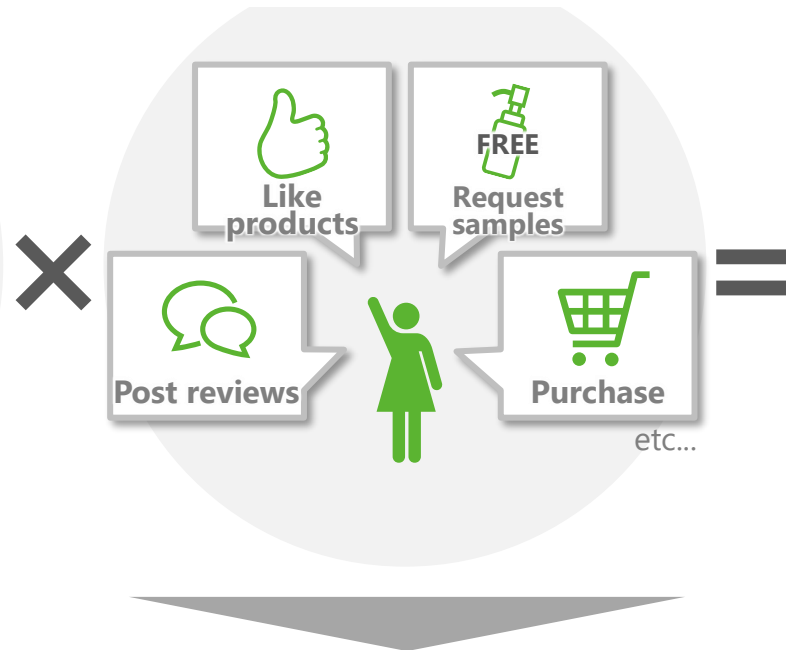 Like
products
FREE
Request
samples
×
=
Post reviews
Purchase
etc...